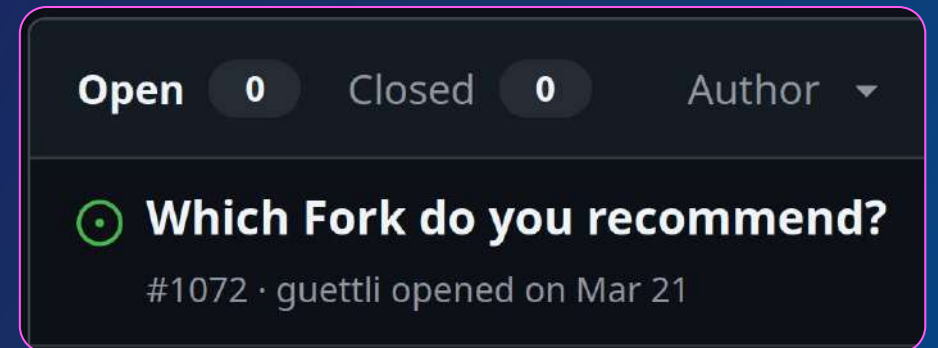 Open 0 Closed 0 Author
Which Fork do you recommend?
#1072 · guettli opened on Mar 21